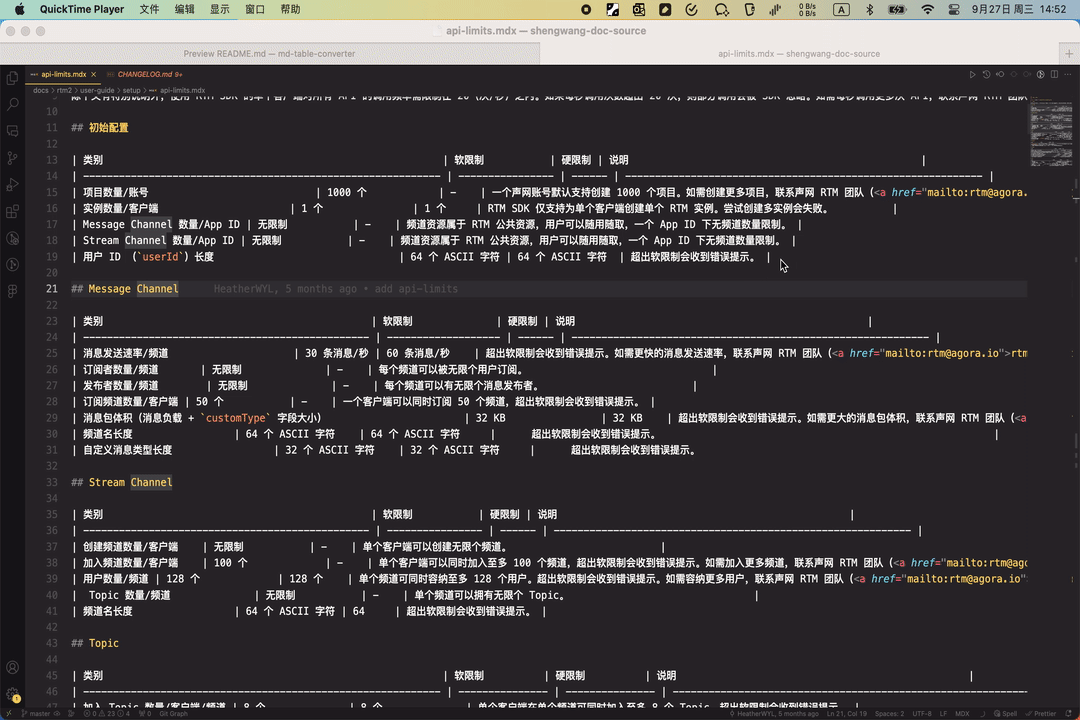 QuickTime Player 文件 编辑 显示 窗口 帮助
0 B/s
0 B/s
A
9月27日 周三 14:52
api-limits.mdx — shengwang-doc-source
Preview README.md — md-table-converter
api-limits.mdx — shengwang-doc-source
api-limits.mdx
CHANGELOG.md 9+
docs > rtm2 > user-guide > setup > api-limits.mdx
10
11 ## 初始配置
12
13 | 类别 | 软限制 | 硬限制 | 说明 |
14 | --- | --- | --- | --- |
15 | 项目数量/账号 | 1000 个 | - | 一个声网账号默认支持创建 1000 个项目。如需创建更多项目，联系声网 RTM 团队 (<a href="mailto:rtm@agora.
16 | 实例数量/客户端 | 1 个 | 1 个 | RTM SDK 仅支持为单个客户端创建单个 RTM 实例。尝试创建多实例会失败。 |
17 | Message Channel 数量/App ID | 无限制 | - | 频道资源属于 RTM 公共资源，用户可以随用随取，一个 App ID 下无频道数量限制。 |
18 | Stream Channel 数量/App ID | 无限制 | - | 频道资源属于 RTM 公共资源，用户可以随用随取，一个 App ID 下无频道数量限制。 |
19 | 用户 ID （`userId`）长度 | 64 个 ASCII 字符 | 64 个 ASCII 字符 | 超出软限制会收到错误提示。 |
20
21 ## Message Channel HeatherWYL, 5 months ago • add api-limits
22
23 | 类别 | 软限制 | 硬限制 | 说明 |
24 | --- | --- | --- | --- |
25 | 消息发送速率/频道 | 30 条消息/秒 | 60 条消息/秒 | 超出软限制会收到错误提示。如需更快的消息发送速率，联系声网 RTM 团队 (<a href="mailto:rtm@agora.io">rtm
26 | 订阅者数量/频道 | 无限制 | - | 每个频道可以被无限个用户订阅。 |
27 | 发布者数量/频道 | 无限制 | - | 每个频道可以有无限个消息发布者。 |
28 | 订阅频道数量/客户端 | 50 个 | - | 一个客户端可以同时订阅 50 个频道，超出软限制会收到错误提示。 |
29 | 消息包体积（消息负载 + `customType` 字段大小） | 32 KB | 32 KB | 超出软限制会收到错误提示。如需更大的消息包体积，联系声网 RTM 团队 (<a
30 | 频道名长度 | 64 个 ASCII 字符 | 64 个 ASCII 字符 | 超出软限制会收到错误提示。 |
31 | 自定义消息类型长度 | 32 个 ASCII 字符 | 32 个 ASCII 字符 | 超出软限制会收到错误提示。
32
33 ## Stream Channel
34
35 | 类别 | 软限制 | 硬限制 | 说明 |
36 | --- | --- | --- | --- |
37 | 创建频道数量/客户端 | 无限制 | - | 单个客户端可以创建无限个频道。 |
38 | 加入频道数量/客户端 | 100 个 | - | 单个客户端可以同时加入至多 100 个频道，超出软限制会收到错误提示。如需加入更多频道，联系声网 RTM 团队 (<a href="mailto:rtm@ago
39 | 用户数量/频道 | 128 个 | 128 个 | 单个频道可同时容纳至多 128 个用户。超出软限制会收到错误提示。如需容纳更多用户，联系声网 RTM 团队 (<a href="mailto:rtm@agora.io"
40 | Topic 数量/频道 | 无限制 | - | 单个频道可以拥有无限个 Topic。 |
41 | 频道名长度 | 64 个 ASCII 字符 | 64 | 超出软限制会收到错误提示。 |
42
43 ## Topic
44
45 | 类别 | 软限制 | 硬限制 | 说明 |
46 | --- | --- | --- | ---
master 0 23 4 0 Git Graph HeatherWYL, 5 months ago Ln 21, Col 19 Spaces: 2 UTF-8 LF MDX Spell Prettier